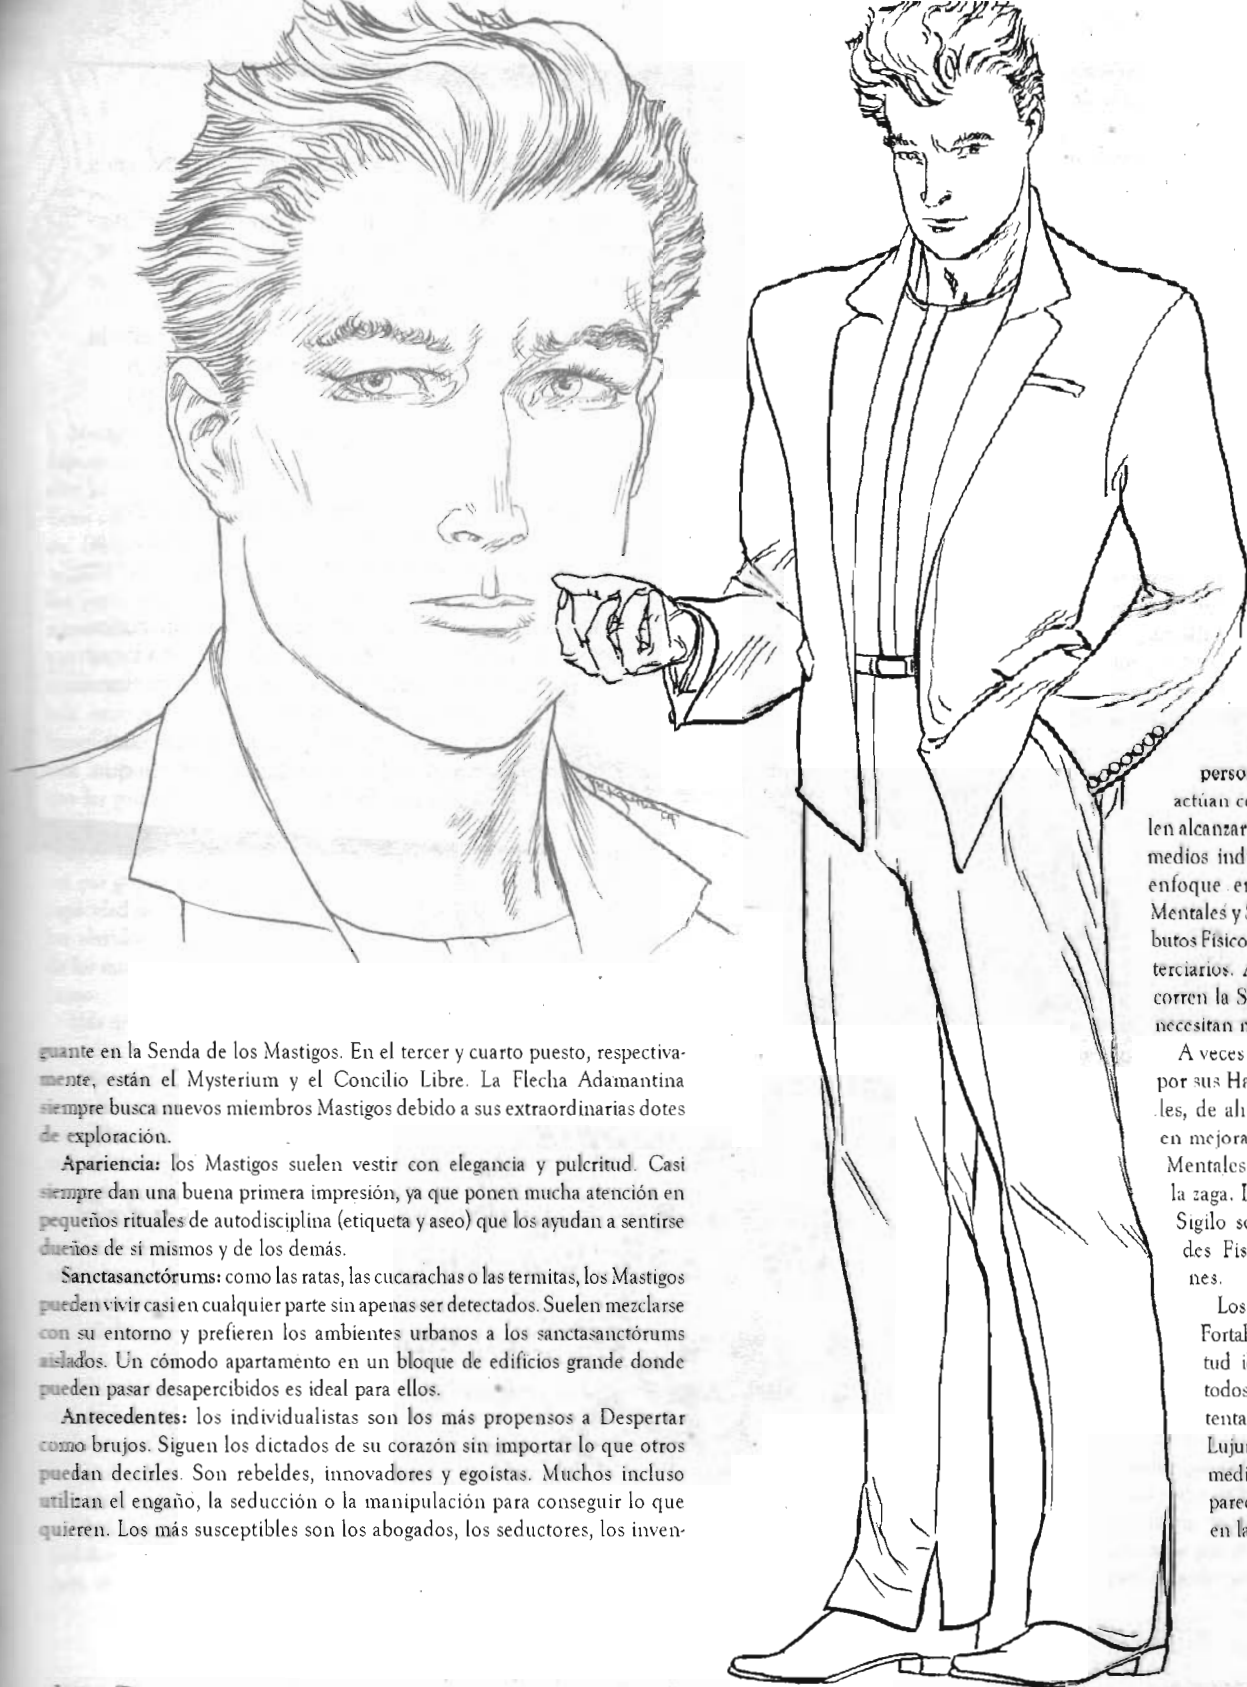 guante en la Senda de los Mastigos. En el tercer y cuarto puesto, respectiva-
mente, están el Mysterium y el Concilio Libre. La Flecha Adamantina
siempre busca nuevos miembros Mastigos debido a sus extraordinarias dotes
de exploración.
Apariencia: los Mastigos suelen vestir con elegancia y pulcritud. Casi
siempre dan una buena primera impresión, ya que ponen mucha atención en
pequeños rituales de autodisciplina (etiqueta y aseo) que los ayudan a sentirse
dueños de sí mismos y de los demás.
Sanctasanctórums: como las ratas, las cucarachas o las termitas, los Mastigos
pueden vivir casi en cualquier parte sin apenas ser detectados. Suelen mezclarse
con su entorno y prefieren los ambientes urbanos a los sanctasanctórums
aislados. Un cómodo apartamento en un bloque de edificios grande donde
pueden pasar desapercibidos es ideal para ellos.
Antecedentes: los individualistas son los más propensos a Despertar
como brujos. Siguen los dictados de su corazón sin importar lo que otros
puedan decirles. Son rebeldes, innovadores y egoístas. Muchos incluso
utilizan el engaño, la seducción o la manipulación para conseguir lo que
quieren. Los más susceptibles son los abogados, los seductores, los inven-
perso
actúan c
len alcanzar
medios ind
enfoque e
Mentales y
butos Físico
terciarios.
corren la S
necesitan
A veces
por sus Ha
les, de ah
en mejora
Mentales
la zaga.
Sigilo s
des Fís
nes.
Los
Fortal
tud i
todos
tenta
Luju
medi
pare
en la